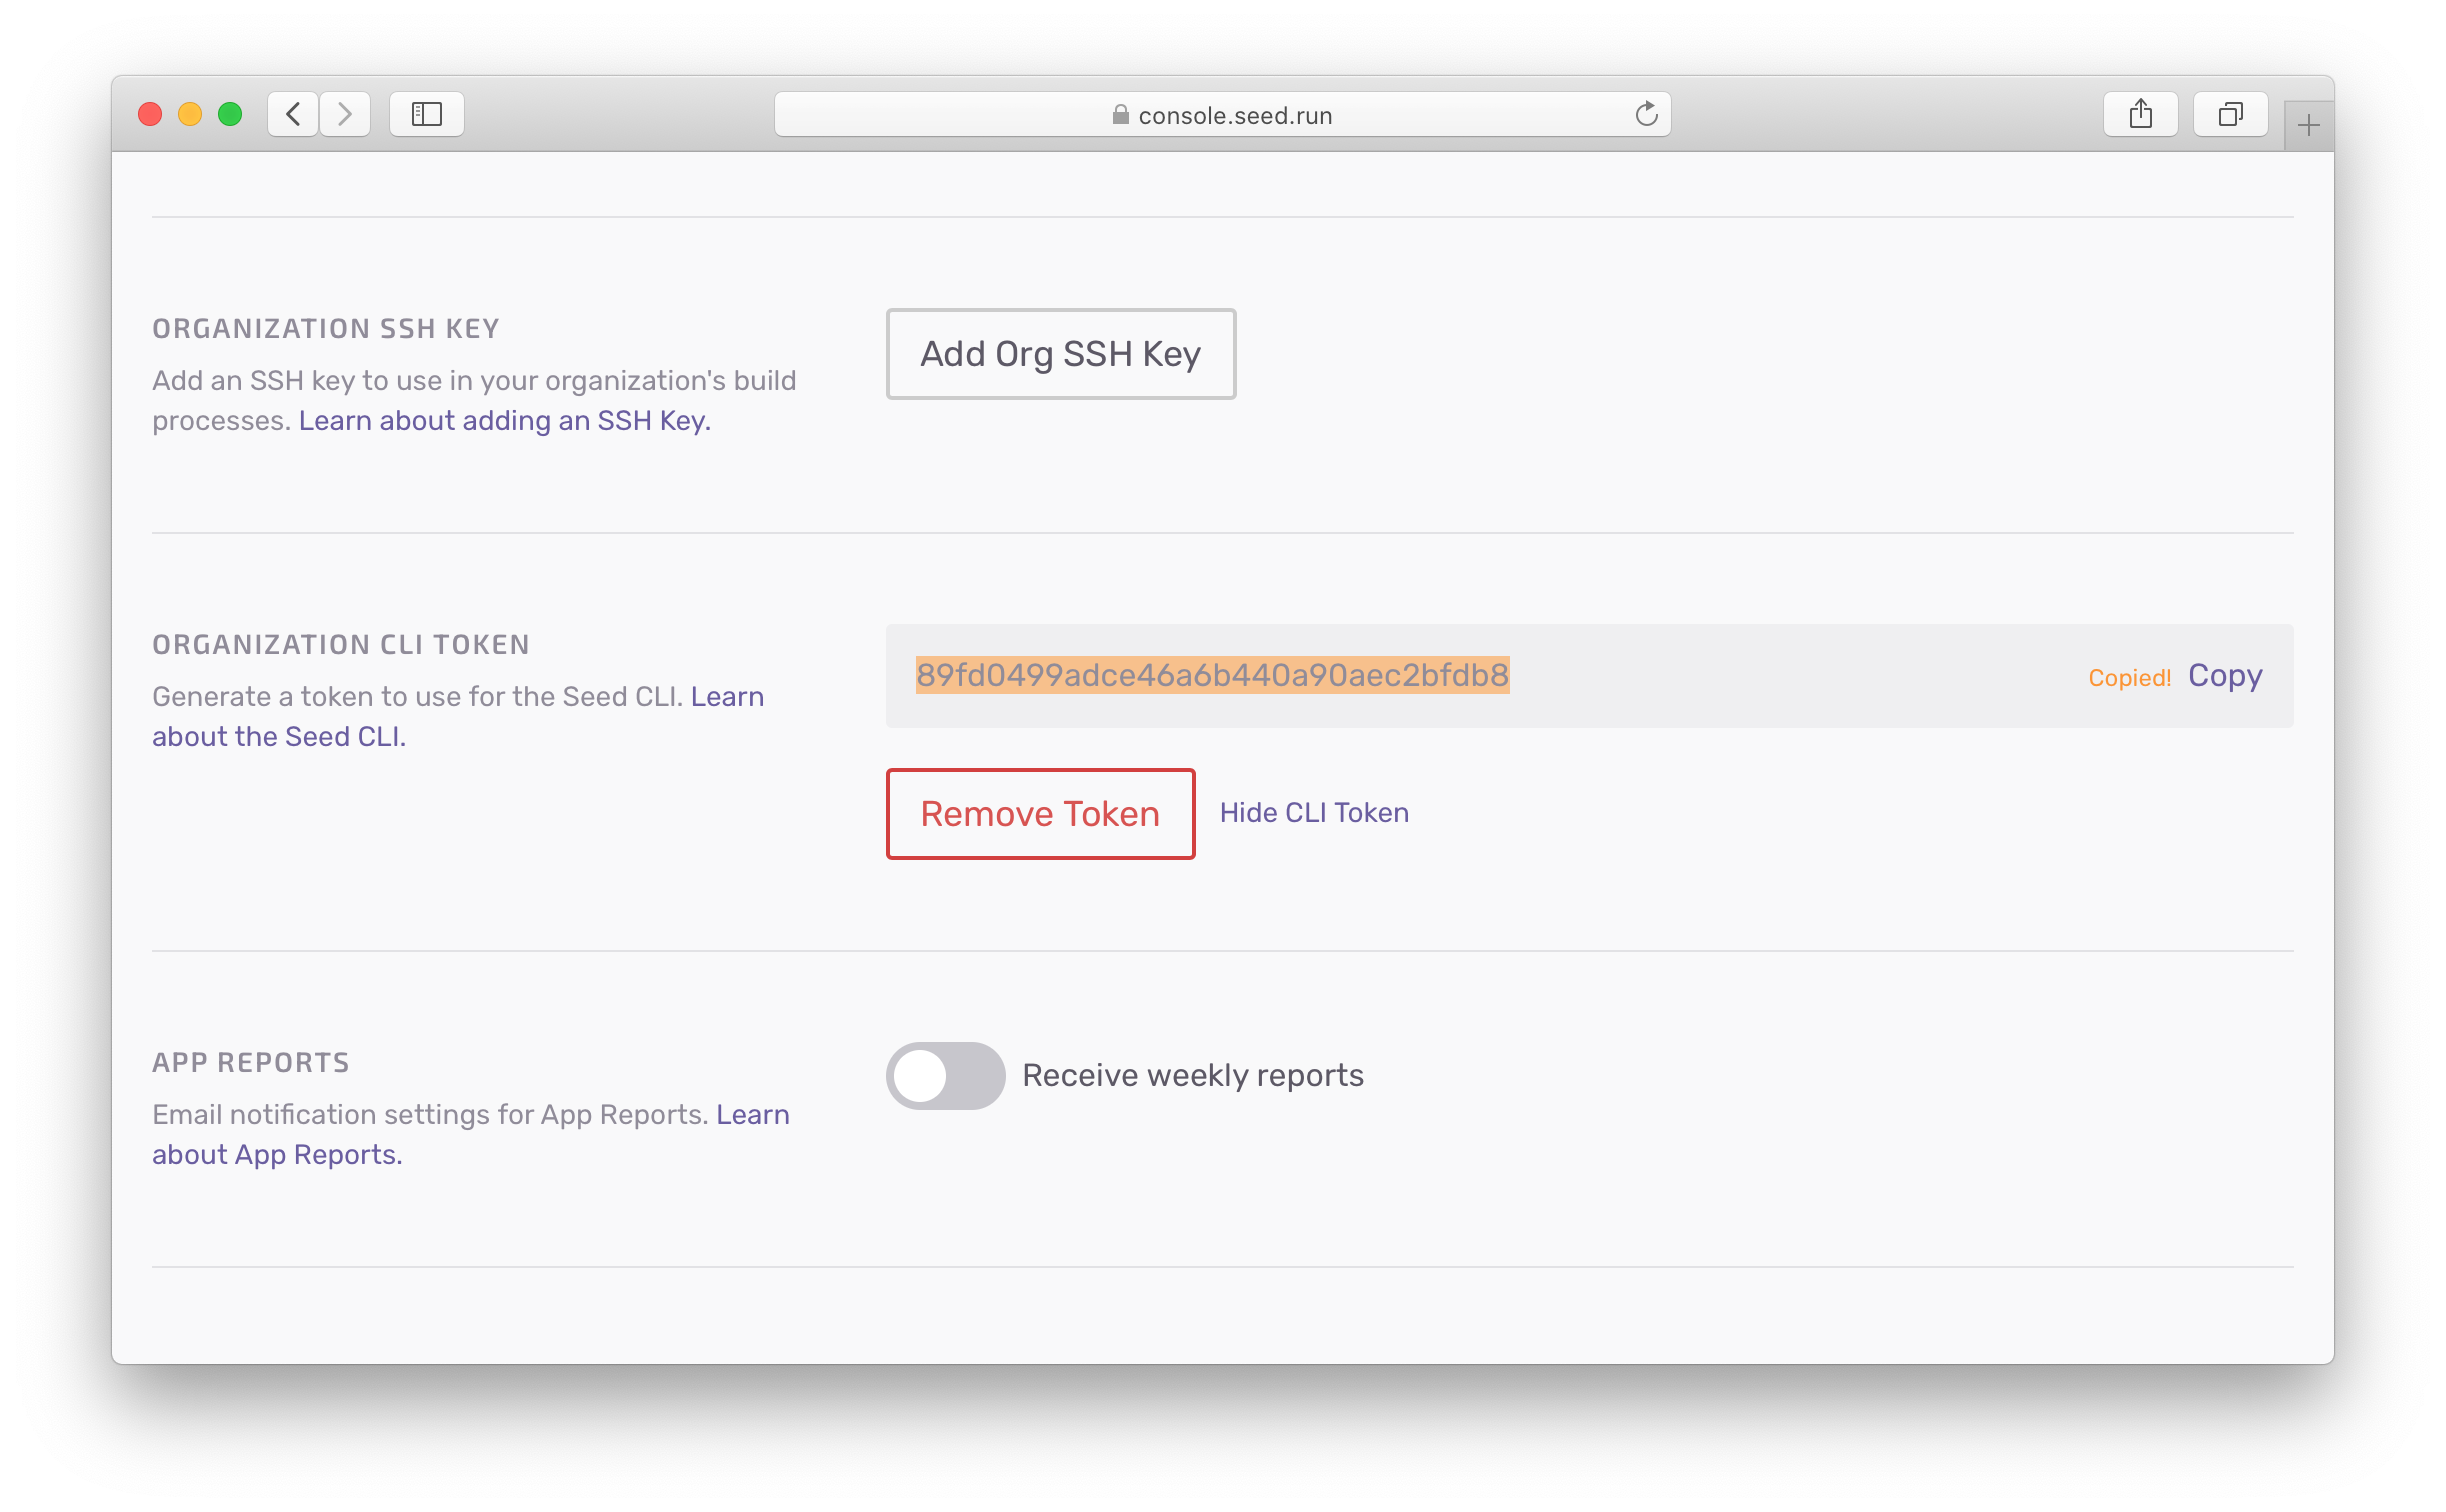 console.seed.run
ORGANIZATION SSH KEY
Add an SSH key to use in your organization's build
processes. Learn about adding an SSH Key.
Add Org SSH Key
ORGANIZATION CLI TOKEN
Generate a token to use for the Seed CLI. Learn
about the Seed CLI.
89fd0499adce46a6b440a90aec2bfdb8
Copied! Copy
Remove Token
Hide CLI Token
APP REPORTS
Email notification settings for App Reports. Learn
about App Reports.
Receive weekly reports